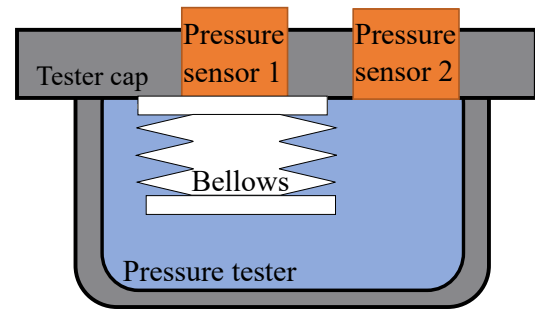 Pressure
sensor 1
Pressure
sensor 2
Tester cap
Bellows
Pressure tester